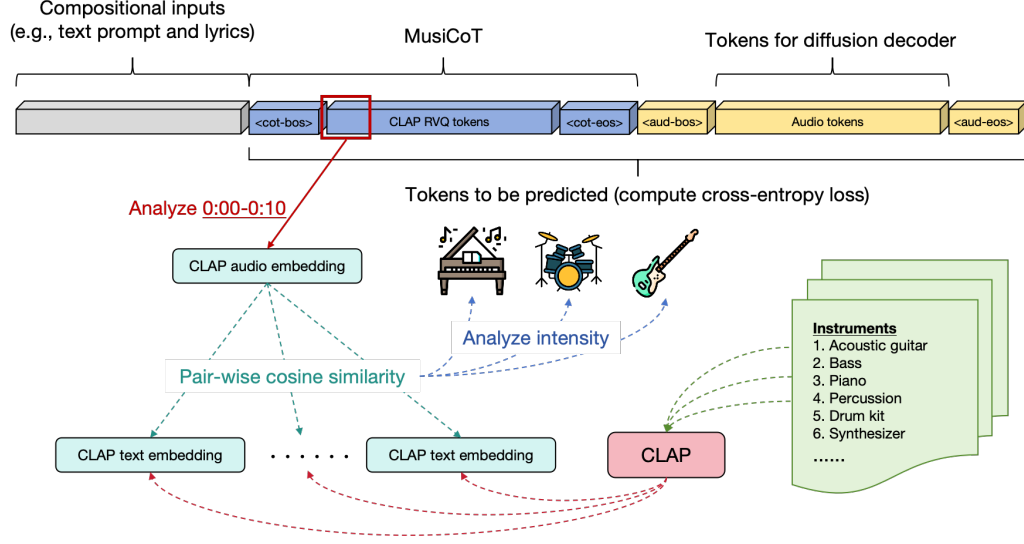 Compositional inputs
(e.g., text prompt and lyrics)
MusiCoT
Tokens for diffusion decoder
<cot-bos>
CLAP RVQ tokens
<cot-eos>
<aud-bos>
Audio tokens
<aud-eos>
Tokens to be predicted (compute cross-entropy loss)
Analyze 0:00-0:10
CLAP audio embedding
Analyze intensity
Pair-wise cosine similarity
Instruments
1. Acoustic guitar
2. Bass
3. Piano
4. Percussion
5. Drum kit
6. Synthesizer
......
CLAP text embedding
. . . . . .
CLAP text embedding
CLAP